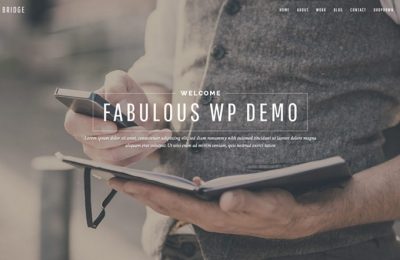 BRIDGE
HOME ABOUT WORK BLOG CONTACT DROPDOWN
WELCOME
FABULOUS WP DEMO
Lorem ipsum dolor sit amet, consectetuer adipiscing elit, sed diam nonummy nibh euismod tincidunt ut laoreet dolore magna
aliquam erat volutpat. Ut wisi enim ad minim veniam, quis nostrud exerci tation